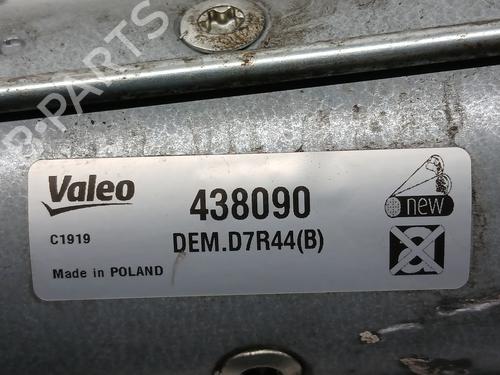 B-PARTS
Valeo
438090
new
C1919
DEM.D7R44(B)
a
Made in POLAND